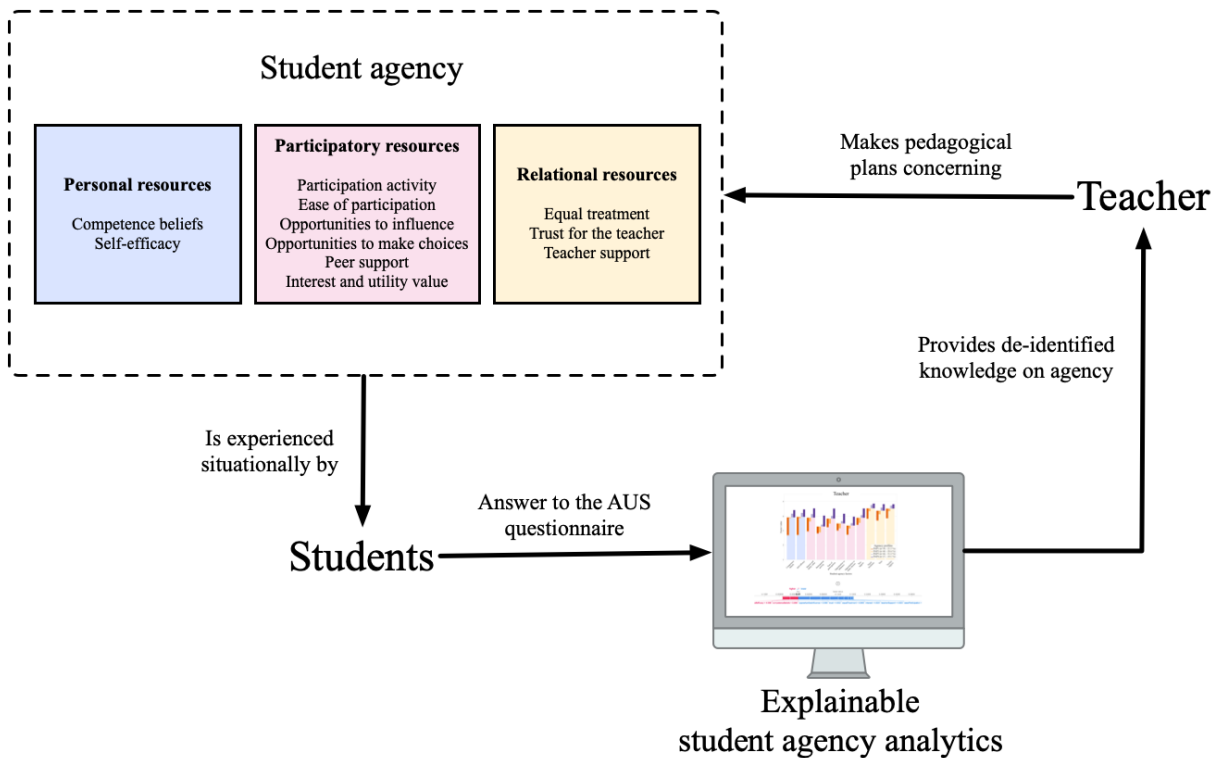 Student agency
Personal resources
Competence beliefs
Self-efficacy
Participatory resources
Participation activity
Ease of participation
Opportunities to influence
Opportunities to make choices
Peer support
Interest and utility value
Relational resources
Equal treatment
Trust for the teacher
Teacher support
Makes pedagogical
plans concerning
Teacher
Provides de-identified
knowledge on agency
Is experienced
situationally by
Students
Answer to the AUS
questionnaire
Teacher
Explainable
student agency analytics